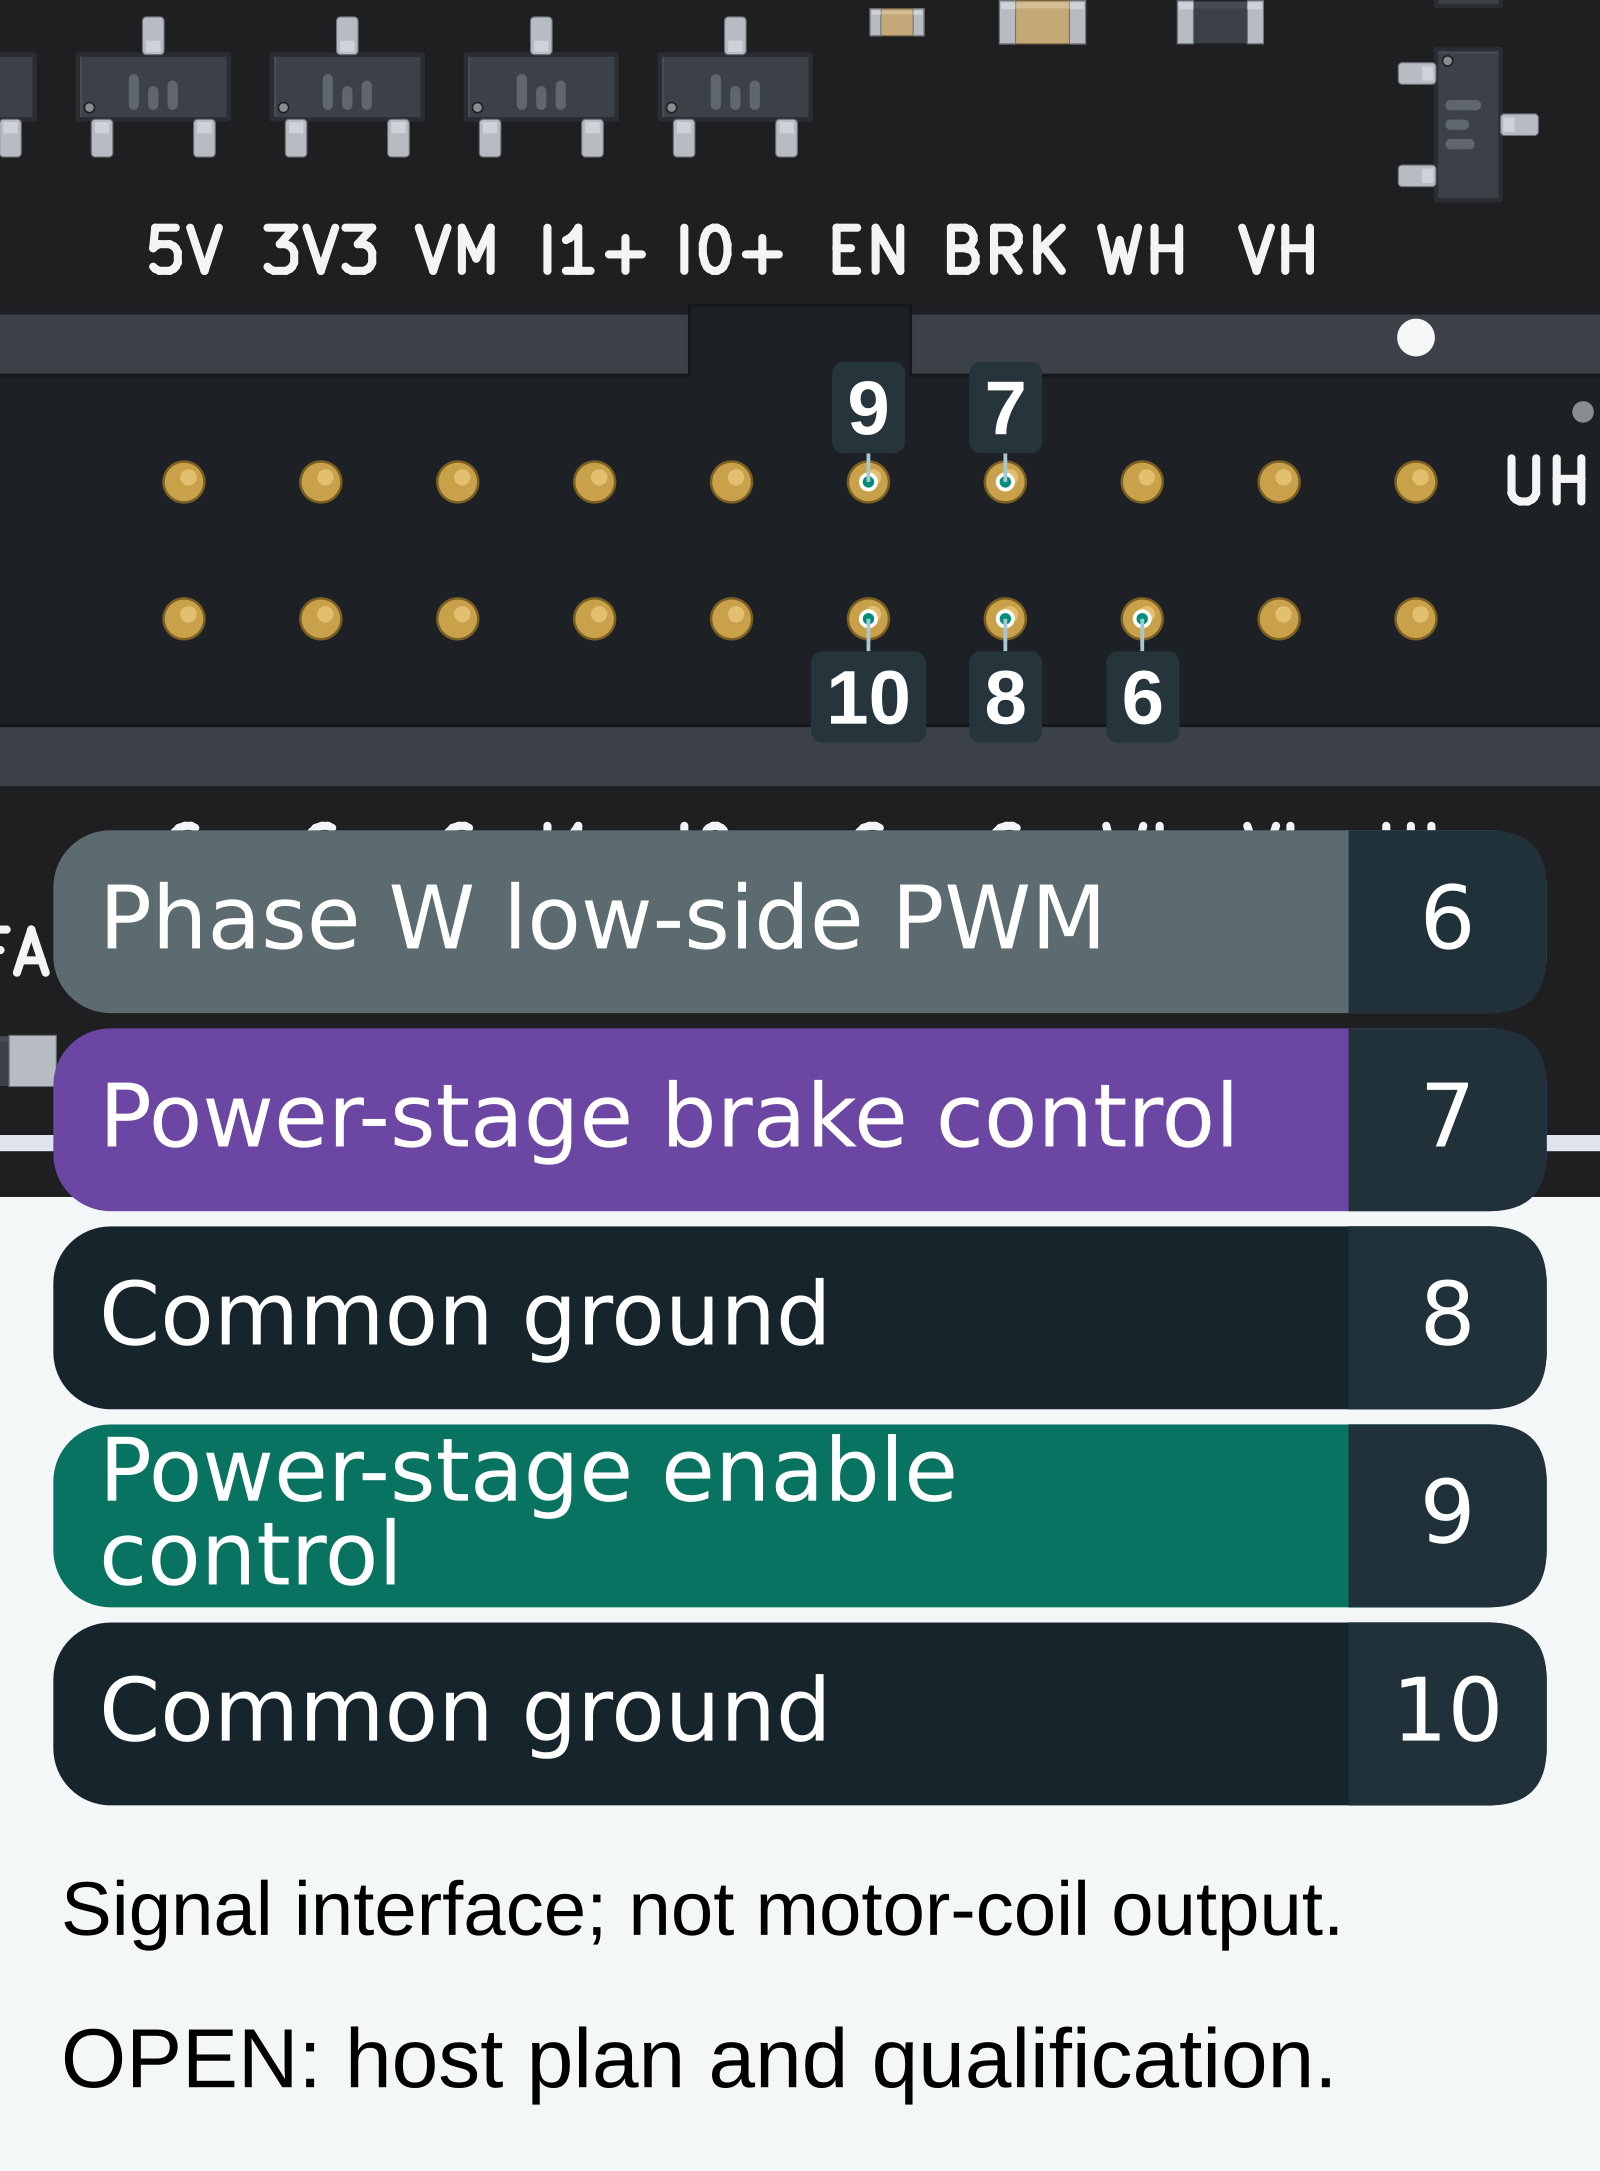 5V 3V3 VM I1+ I0+ EN BRK WH VH
9 7
UH
10 8 6
FA
Phase W low-side PWM 6
Power-stage brake control 7
Common ground 8
Power-stage enable
control 9
Common ground 10
Signal interface; not motor-coil output.
OPEN: host plan and qualification.